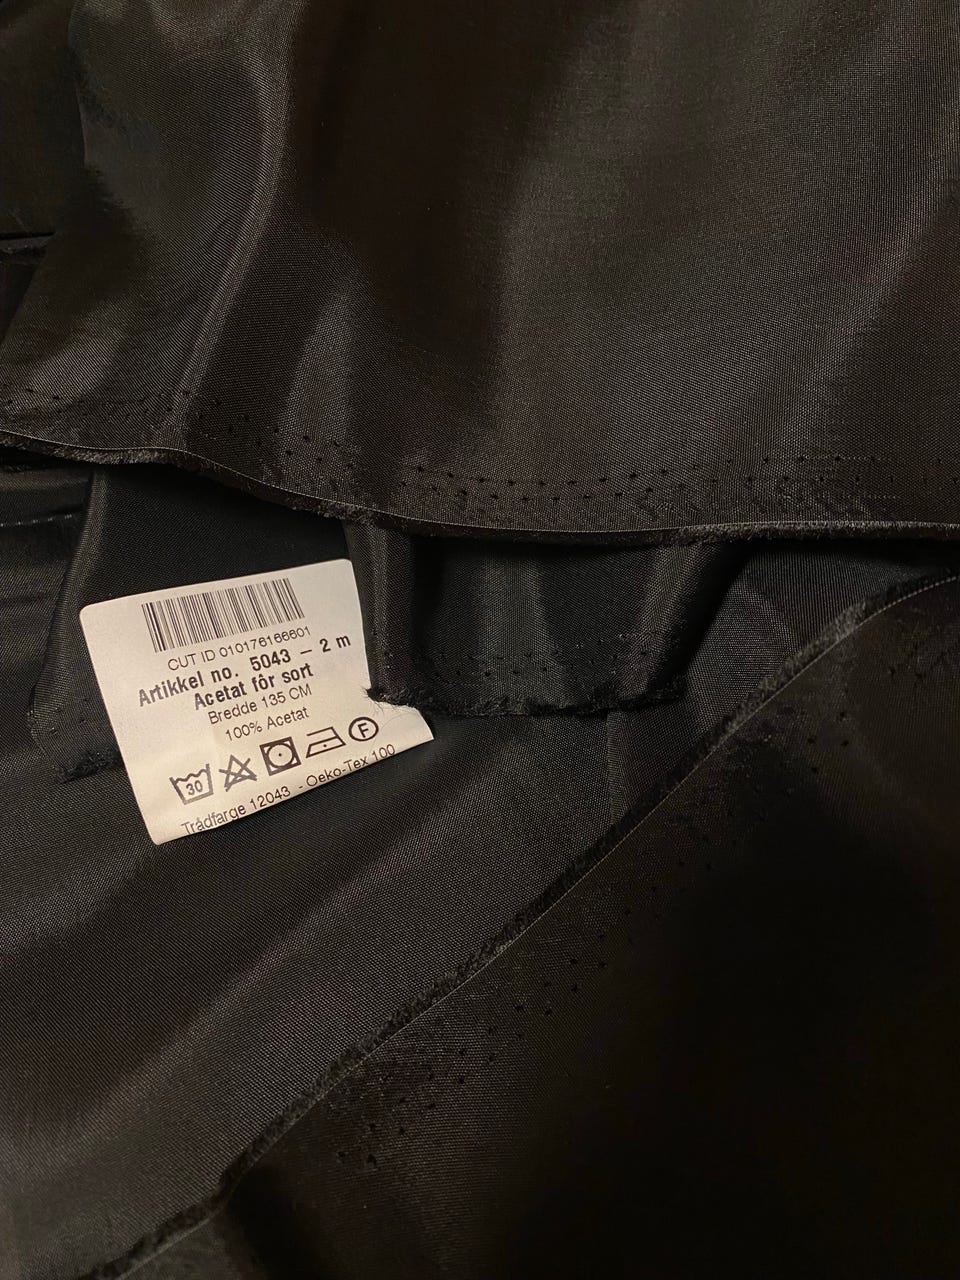 CUT ID 010176166601
Artikkel no. 5043 – 2 m
Acetat fôr sort
Bredde 135 CM
100% Acetat
30 F
Trådfarge 12043 - Oeko-Tex 100